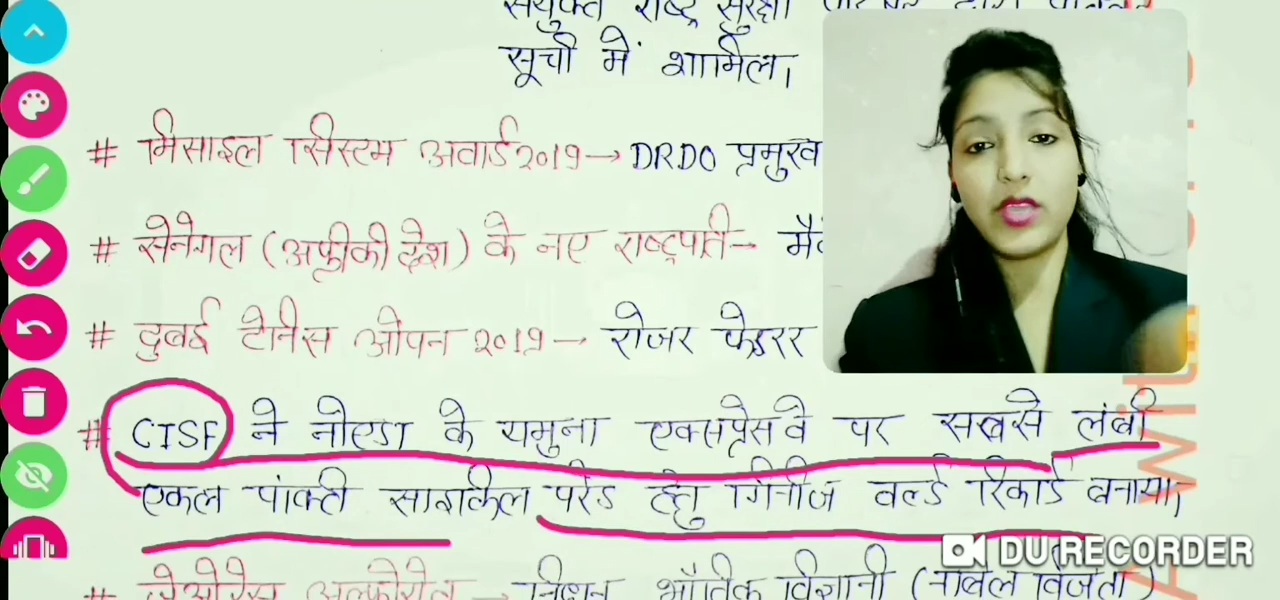 सूची में शामिल।
# मिसाइल सिस्टम अवार्ड 2019 → DRDO प्रमुख
# सेनेगल (अफ्रीकी देश) के नए राष्ट्रपति -
# दुबई टेनिस ओपन 2019 → रोजर फेडरर
# CISF ने नोएडा के यमुना एक्सप्रेस वे पर सबसे लंबी
एकल पंक्ती साइकिल परेड हेतु गिनीज वर्ल्ड रिकार्ड बनाया।
निधन भौतिक विज्ञानी (नोबेल विजेता)
DU RECORDER